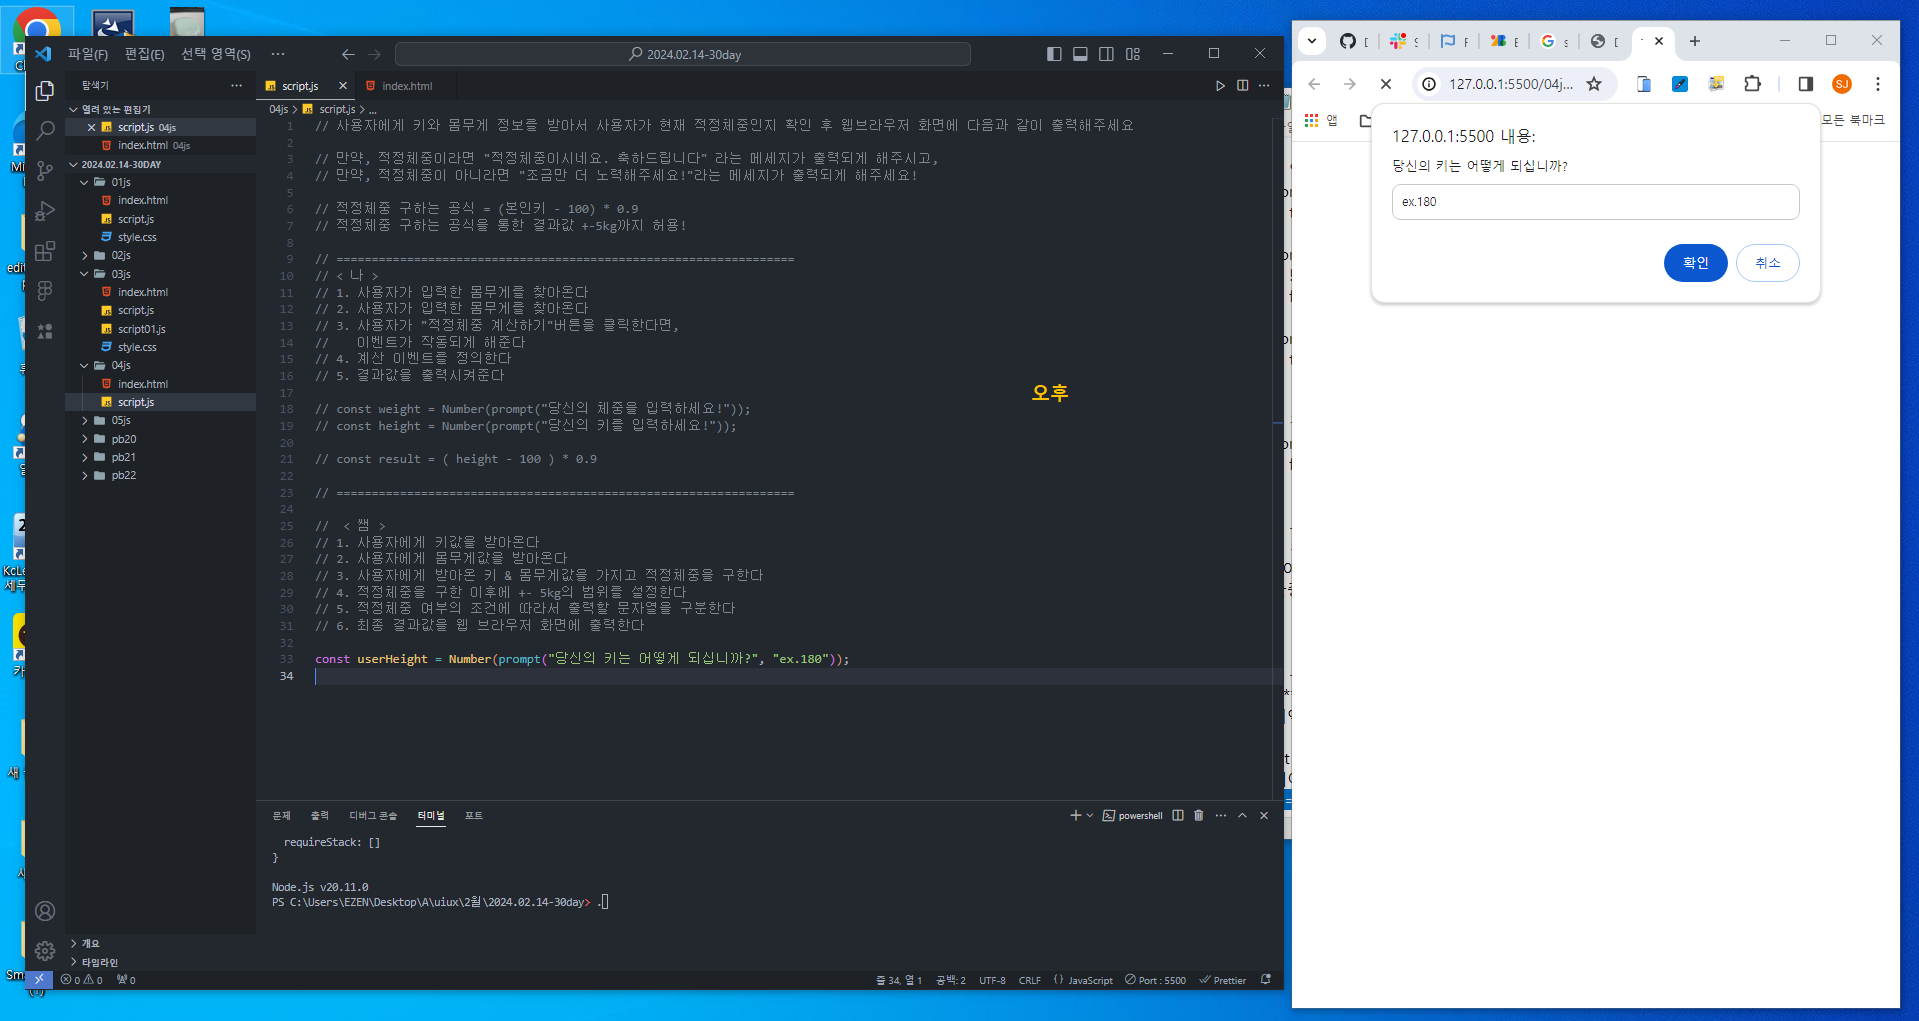 파일(F) 편집(E) 선택 영역(S) ···
2024.02.14-30day
탐색기
열려 있는 편집기
script.js 04js
index.html 04js
2024.02.14-30DAY
01js
index.html
script.js
style.css
02js
03js
index.html
script.js
script01.js
style.css
04js
index.html
script.js
05js
pb20
pb21
pb22
개요
타임라인
script.js
index.html
04js > script.js > ...
1 // 사용자에게 키와 몸무게 정보를 받아서 사용자가 현재 적정체중인지 확인 후 웹브라우저 화면에 다음과 같이 출력해주세요
2
3 // 만약, 적정체중이라면 "적정체중이시네요. 축하드립니다" 라는 메세지가 출력되게 해주시고,
4 // 만약, 적정체중이 아니라면 "조금만 더 노력해주세요!"라는 메세지가 출력되게 해주세요!
5
6 // 적정체중 구하는 공식 = (본인키 - 100) * 0.9
7 // 적정체중 구하는 공식을 통한 결과값 +-5kg까지 허용!
8
9 // =================================================================
10 // < 나 >
11 // 1. 사용자가 입력한 몸무게를 찾아온다
12 // 2. 사용자가 입력한 몸무게를 찾아온다
13 // 3. 사용자가 "적정체중 계산하기"버튼을 클릭한다면,
14 //    이벤트가 작동되게 해준다
15 // 4. 계산 이벤트를 정의한다
16 // 5. 결과값을 출력시켜준다
17
18 // const weight = Number(prompt("당신의 체중을 입력하세요!"));
19 // const height = Number(prompt("당신의 키를 입력하세요!"));
20
21 // const result = ( height - 100 ) * 0.9
22
23 // =================================================================
24
25 //  < 쌤 >
26 // 1. 사용자에게 키값을 받아온다
27 // 2. 사용자에게 몸무게값을 받아온다
28 // 3. 사용자에게 받아온 키 & 몸무게값을 가지고 적정체중을 구한다
29 // 4. 적정체중을 구한 이후에 +- 5kg의 범위를 설정한다
30 // 5. 적정체중 여부의 조건에 따라서 출력할 문자열을 구분한다
31 // 6. 최종 결과값을 웹 브라우저 화면에 출력한다
32
33 const userHeight = Number(prompt("당신의 키는 어떻게 되십니까?", "ex.180"));
34
오후
문제 출력 디버그 콘솔 터미널 포트
powershell
requireStack: []
}
Node.js v20.11.0
PS C:\Users\EZEN\Desktop\A\uiux\2월\2024.02.14-30day> .
0 0 0
줄 34, 열 1 공백: 2 UTF-8 CRLF JavaScript Port : 5500 Prettier
127.0.0.1:5500/04j...
SJ
앱
모든 북마크
127.0.0.1:5500 내용:
당신의 키는 어떻게 되십니까?
ex.180
확인 취소